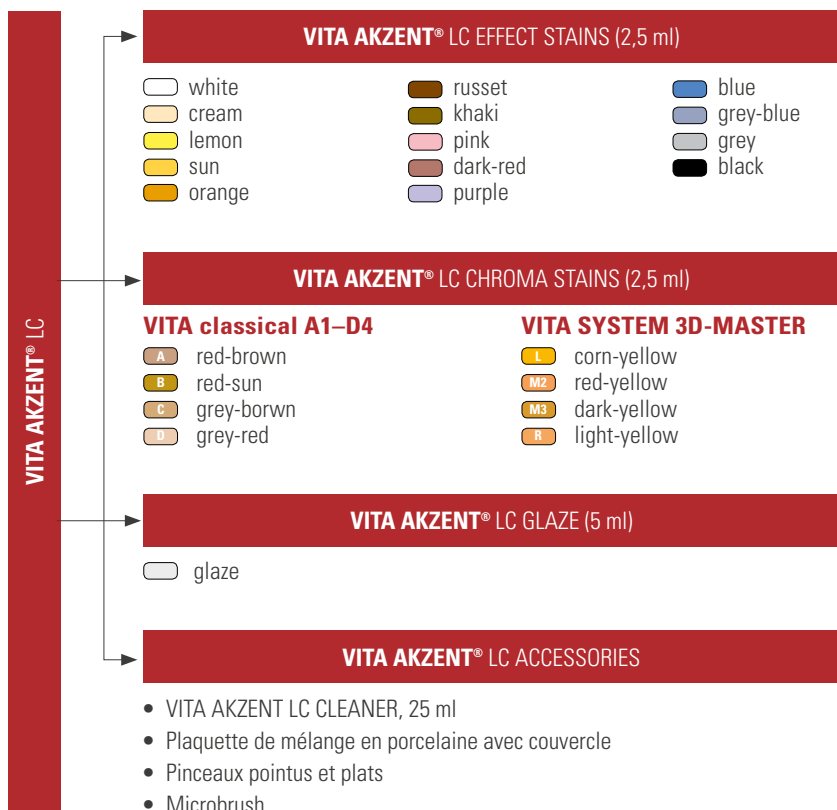 VITA AKZENT® LC
VITA AKZENT® LC EFFECT STAINS (2,5 ml)
white
cream
lemon
sun
orange
russet
khaki
pink
dark-red
purple
blue
grey-blue
grey
black
VITA AKZENT® LC CHROMA STAINS (2,5 ml)
VITA classical A1–D4
A red-brown
B red-sun
C grey-borwn
D grey-red
VITA SYSTEM 3D-MASTER
L corn-yellow
M2 red-yellow
M3 dark-yellow
R light-yellow
VITA AKZENT® LC GLAZE (5 ml)
glaze
VITA AKZENT® LC ACCESSORIES
• VITA AKZENT LC CLEANER, 25 ml
• Plaquette de mélange en porcelaine avec couvercle
• Pinceaux pointus et plats
• Microbrush